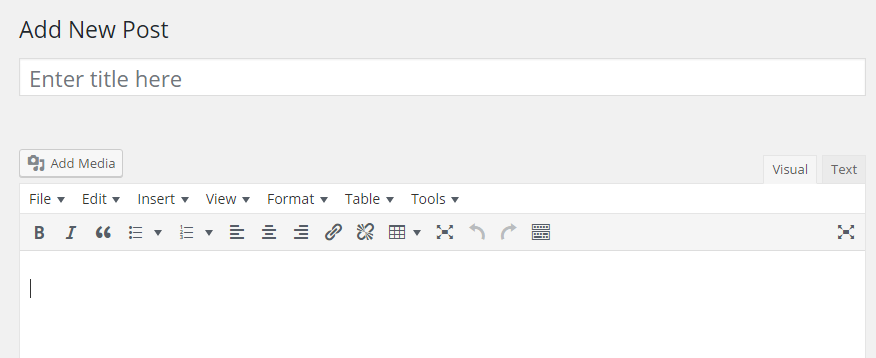 Add New Post
Enter title here
Add Media
Visual Text
File Edit Insert View Format Table Tools
B I